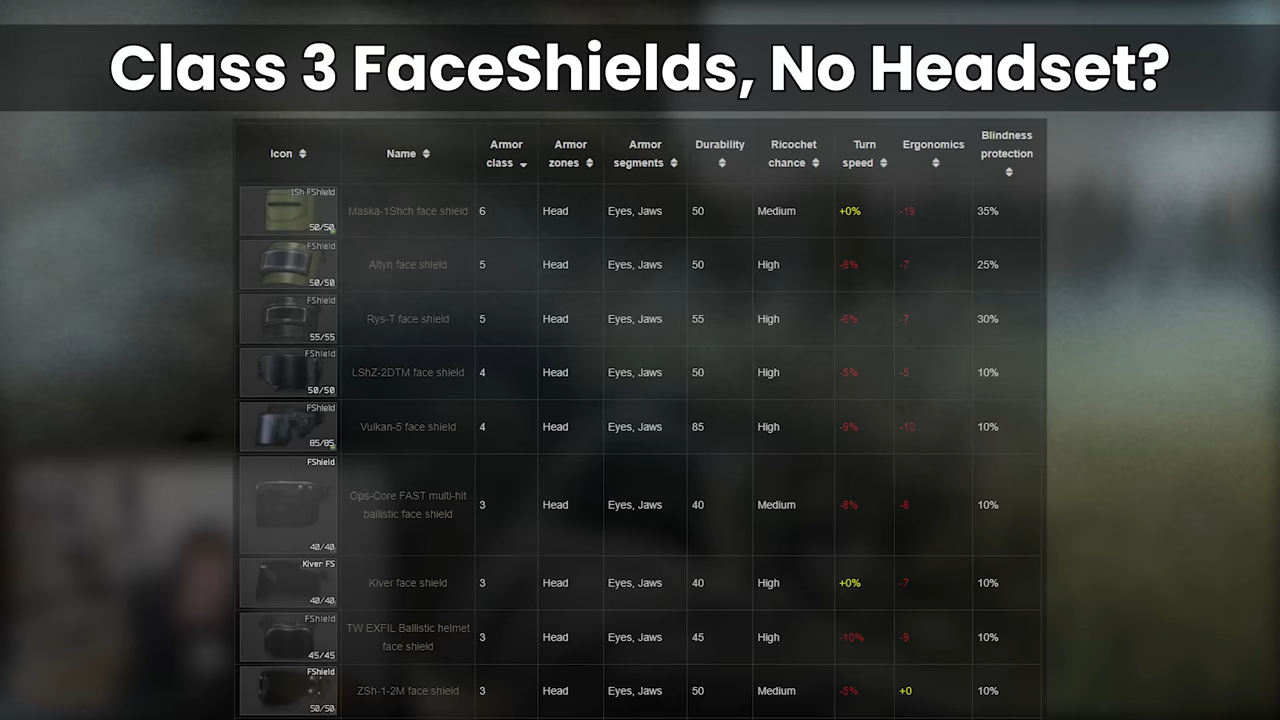 Class 3 FaceShields, No Headset?
Icon Name Armor class Armor zones Armor segments Durability Ricochet chance Turn speed Ergonomics Blindness protection
1Sh FShield 50/50 Maska-1Shch face shield 6 Head Eyes, Jaws 50 Medium +0% -19 35%
FShield 50/50 Altyn face shield 5 Head Eyes, Jaws 50 High -8% -7 25%
FShield 55/55 Rys-T face shield 5 Head Eyes, Jaws 55 High -6% -7 30%
FShield 50/50 LShZ-2DTM face shield 4 Head Eyes, Jaws 50 High -5% -5 10%
FShield 85/85 Vulkan-5 face shield 4 Head Eyes, Jaws 85 High -9% -10 10%
FShield 40/40 Ops-Core FAST multi-hit ballistic face shield 3 Head Eyes, Jaws 40 Medium -8% -8 10%
Kiver FS 40/40 Kiver face shield 3 Head Eyes, Jaws 40 High +0% -7 10%
FShield 45/45 TW EXFIL Ballistic helmet face shield 3 Head Eyes, Jaws 45 High -10% -9 10%
FShield 50/50 ZSh-1-2M face shield 3 Head Eyes, Jaws 50 Medium -5% +0 10%